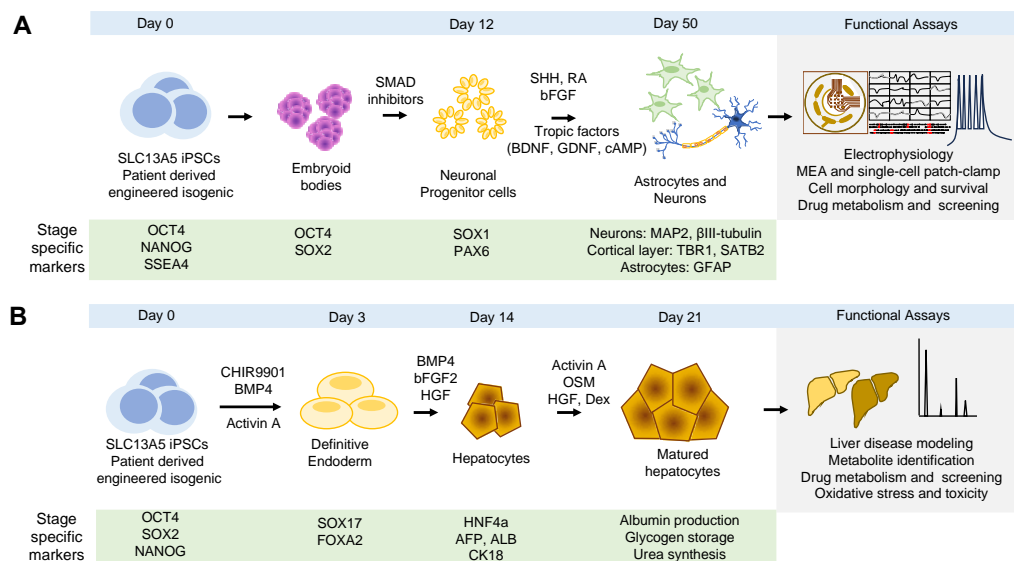 A
Day 0
Day 12
Day 50
Functional Assays
SMAD
inhibitors
SHH, RA
bFGF
Tropic factors
(BDNF, GDNF, cAMP)
SLC13A5 iPSCs
Patient derived
engineered isogenic
Embryoid
bodies
Neuronal
Progenitor cells
Astrocytes and
Neurons
Electrophysiology
MEA and single-cell patch-clamp
Cell morphology and survival
Drug metabolism and screening
Stage
specific
markers
OCT4
NANOG
SSEA4
OCT4
SOX2
SOX1
PAX6
Neurons: MAP2, βIII-tubulin
Cortical layer: TBR1, SATB2
Astrocytes: GFAP
B
Day 0
Day 3
Day 14
Day 21
Functional Assays
CHIR9901
BMP4
Activin A
BMP4
bFGF2
HGF
Activin A
OSM
HGF, Dex
SLC13A5 iPSCs
Patient derived
engineered isogenic
Definitive
Endoderm
Hepatocytes
Matured
hepatocytes
Liver disease modeling
Metabolite identification
Drug metabolism and screening
Oxidative stress and toxicity
Stage
specific
markers
OCT4
SOX2
NANOG
SOX17
FOXA2
HNF4a
AFP, ALB
CK18
Albumin production
Glycogen storage
Urea synthesis